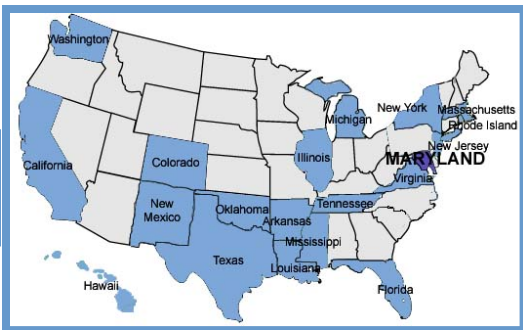 Washington
Michigan
New York
Massachusetts
Rhode Island
New Jersey
MARYLAND
California
Colorado
Illinois
Virginia
New
Mexico
Oklahoma
Arkansas
Tennessee
Mississippi
Texas
Louisiana
Hawaii
Florida